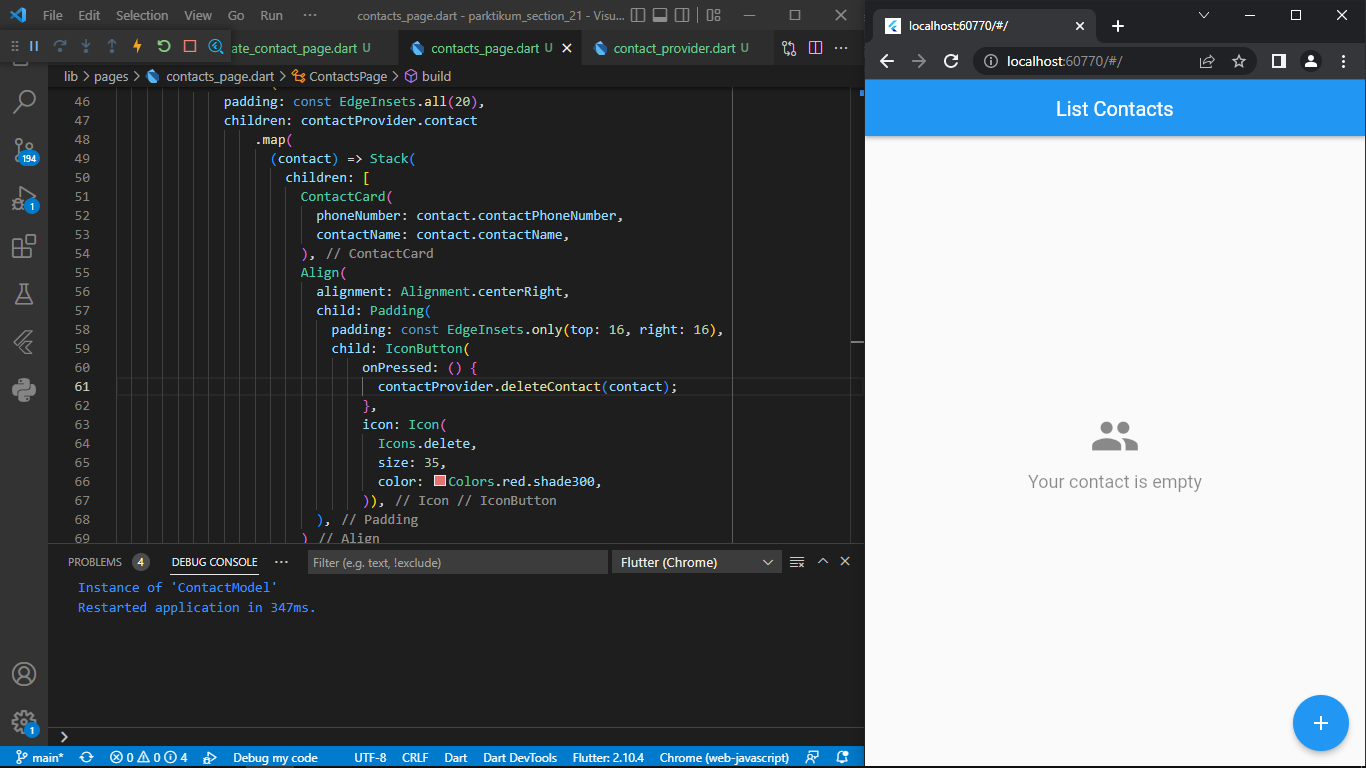 File Edit Selection View Go Run ··· contacts_page.dart - parktikum_section_21 - Visu...
ate_contact_page.dart U contacts_page.dart U contact_provider.dart U ···
lib > pages > contacts_page.dart > ContactsPage > build
46 padding: const EdgeInsets.all(20),
47 children: contactProvider.contact
48 .map(
49 (contact) => Stack(
50 children: [
51 ContactCard(
52 phoneNumber: contact.contactPhoneNumber,
53 contactName: contact.contactName,
54 ), // ContactCard
55 Align(
56 alignment: Alignment.centerRight,
57 child: Padding(
58 padding: const EdgeInsets.only(top: 16, right: 16),
59 child: IconButton(
60 onPressed: () {
61 contactProvider.deleteContact(contact);
62 },
63 icon: Icon(
64 Icons.delete,
65 size: 35,
66 color: Colors.red.shade300,
67 )), // Icon // IconButton
68 ), // Padding
69 ) // Align
194
1
1
PROBLEMS 4 DEBUG CONSOLE ··· Filter (e.g. text, !exclude) Flutter (Chrome)
Instance of 'ContactModel'
Restarted application in 347ms.
main* 0 0 4 Debug my code UTF-8 CRLF Dart Dart DevTools Flutter: 2.10.4 Chrome (web-javascript)
localhost:60770/#/
localhost:60770/#/
List Contacts
Your contact is empty